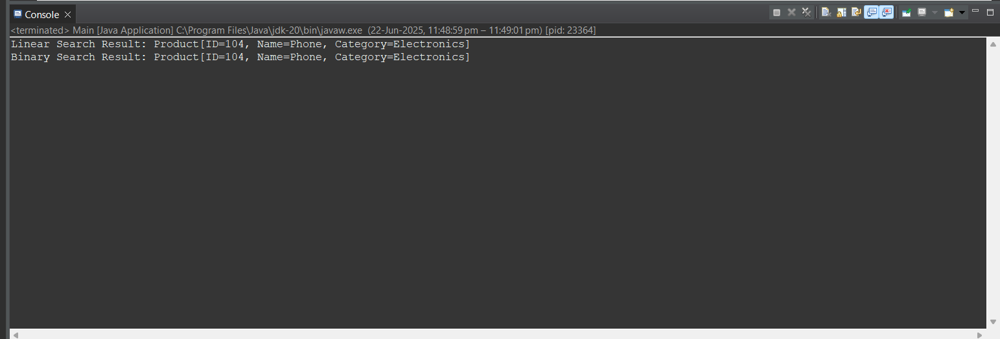 Console
<terminated> Main [Java Application] C:\Program Files\Java\jdk-20\bin\javaw.exe (22-Jun-2025, 11:48:59 pm – 11:49:01 pm) [pid: 23364]
Linear Search Result: Product[ID=104, Name=Phone, Category=Electronics]
Binary Search Result: Product[ID=104, Name=Phone, Category=Electronics]